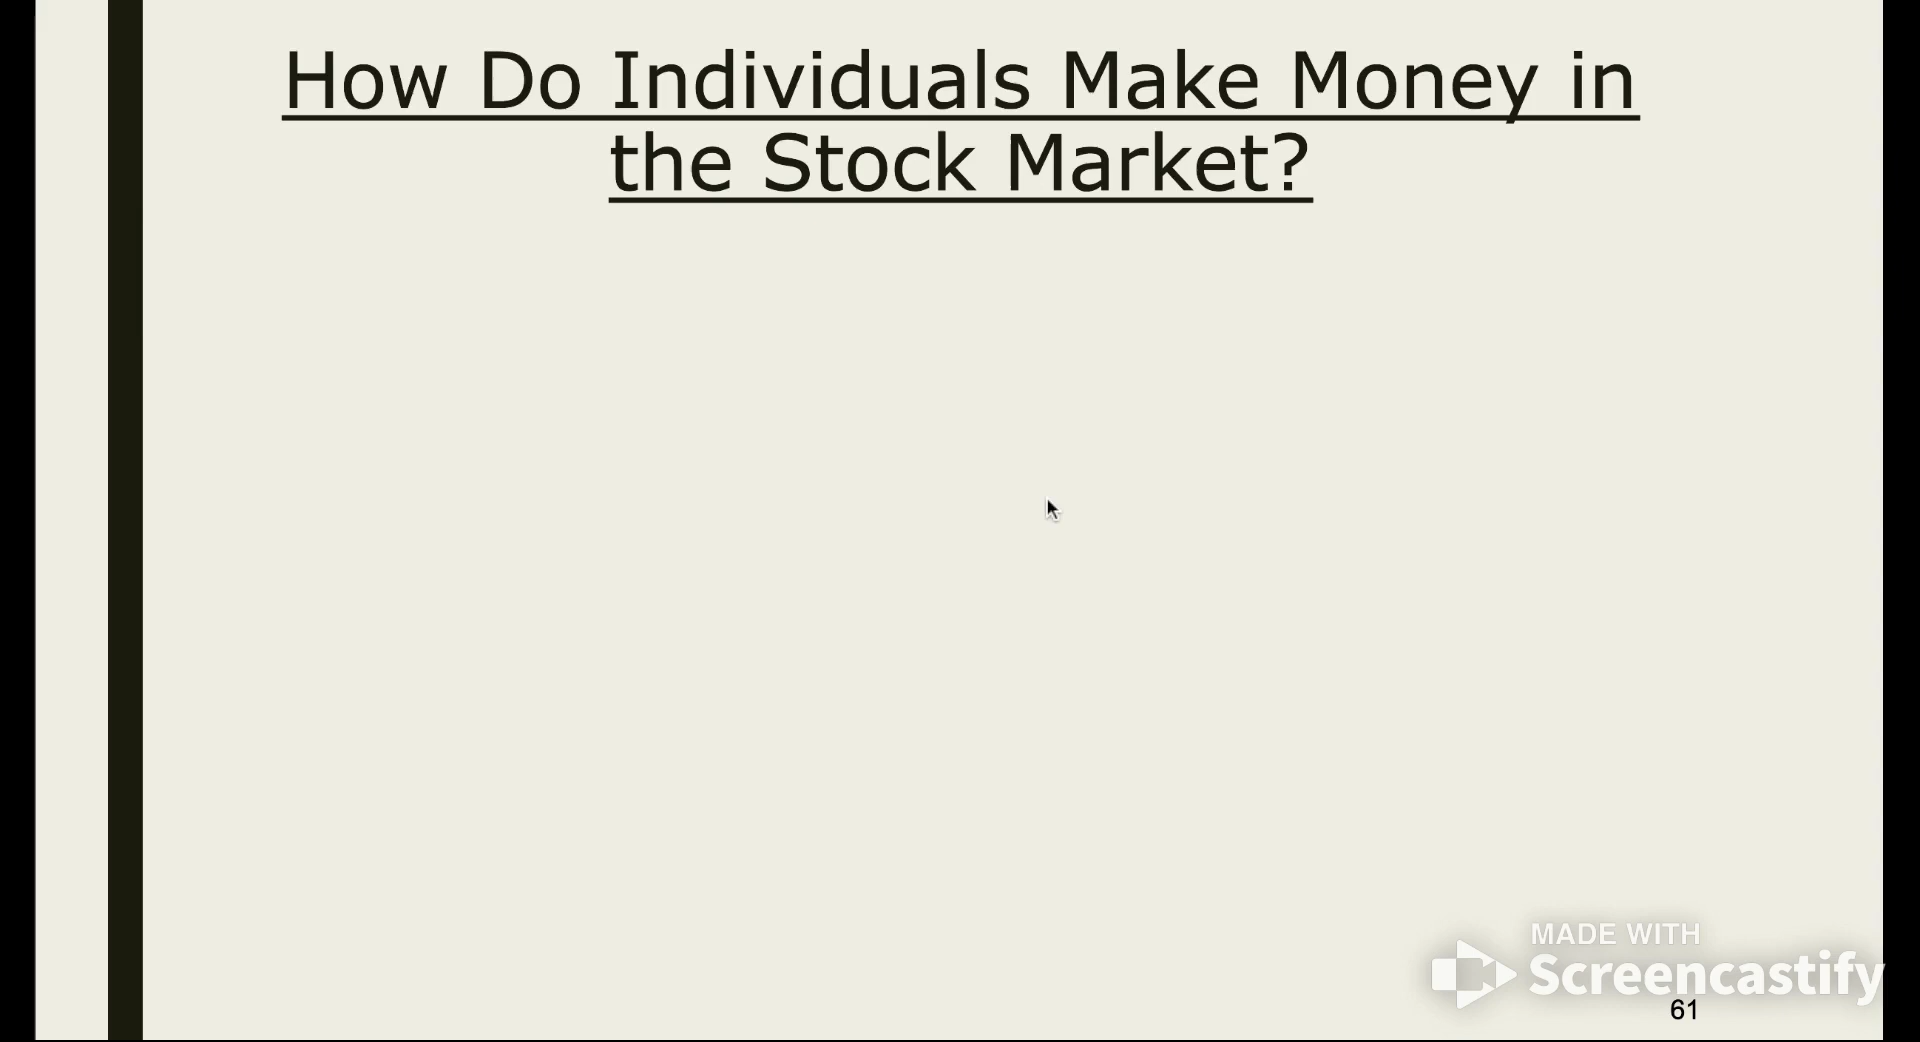 How Do Individuals Make Money in
the Stock Market?
MADE WITH
Screencastify
61